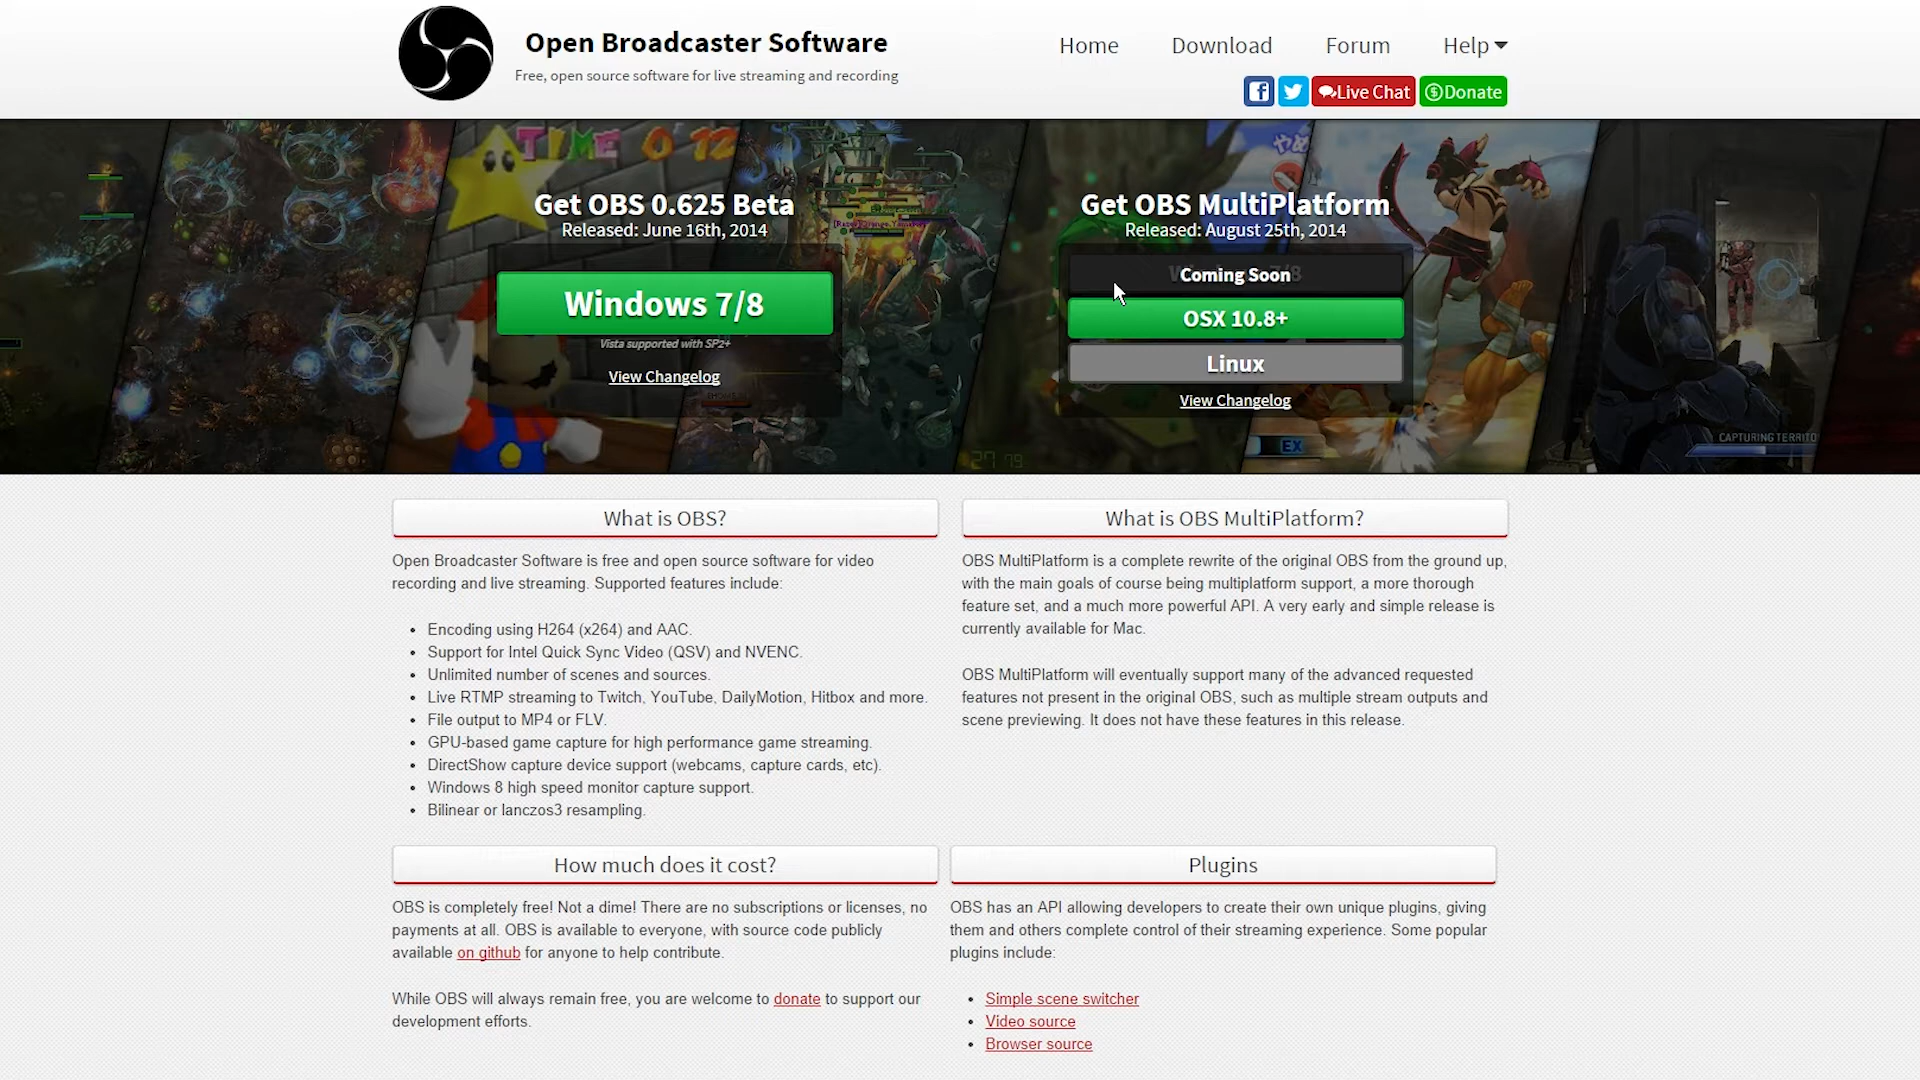 Open Broadcaster Software
Free, open source software for live streaming and recording
Home
Download
Forum
Help
Live Chat
Donate
TIME 0 12
Get OBS 0.625 Beta
Released: June 16th, 2014
Windows 7/8
Vista supported with SP2+
View Changelog
Get OBS MultiPlatform
Released: August 25th, 2014
Coming Soon
OSX 10.8+
Linux
View Changelog
EX
CAPTURING TERRITO
What is OBS?
Open Broadcaster Software is free and open source software for video
recording and live streaming. Supported features include:
• Encoding using H264 (x264) and AAC.
• Support for Intel Quick Sync Video (QSV) and NVENC.
• Unlimited number of scenes and sources.
• Live RTMP streaming to Twitch, YouTube, DailyMotion, Hitbox and more.
• File output to MP4 or FLV.
• GPU-based game capture for high performance game streaming.
• DirectShow capture device support (webcams, capture cards, etc).
• Windows 8 high speed monitor capture support.
• Bilinear or lanczos3 resampling.
What is OBS MultiPlatform?
OBS MultiPlatform is a complete rewrite of the original OBS from the ground up,
with the main goals of course being multiplatform support, a more thorough
feature set, and a much more powerful API. A very early and simple release is
currently available for Mac.
OBS MultiPlatform will eventually support many of the advanced requested
features not present in the original OBS, such as multiple stream outputs and
scene previewing. It does not have these features in this release.
How much does it cost?
OBS is completely free! Not a dime! There are no subscriptions or licenses, no
payments at all. OBS is available to everyone, with source code publicly
available on github for anyone to help contribute.
While OBS will always remain free, you are welcome to donate to support our
development efforts.
Plugins
OBS has an API allowing developers to create their own unique plugins, giving
them and others complete control of their streaming experience. Some popular
plugins include:
• Simple scene switcher
• Video source
• Browser source